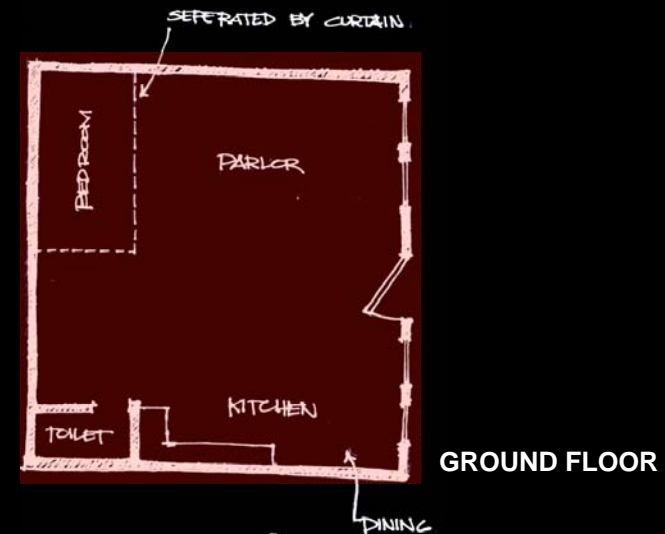 SEPERATED BY CURTAIN.
BEDROOM
PARLOR
KITCHEN
TOILET
GROUND FLOOR
DINING